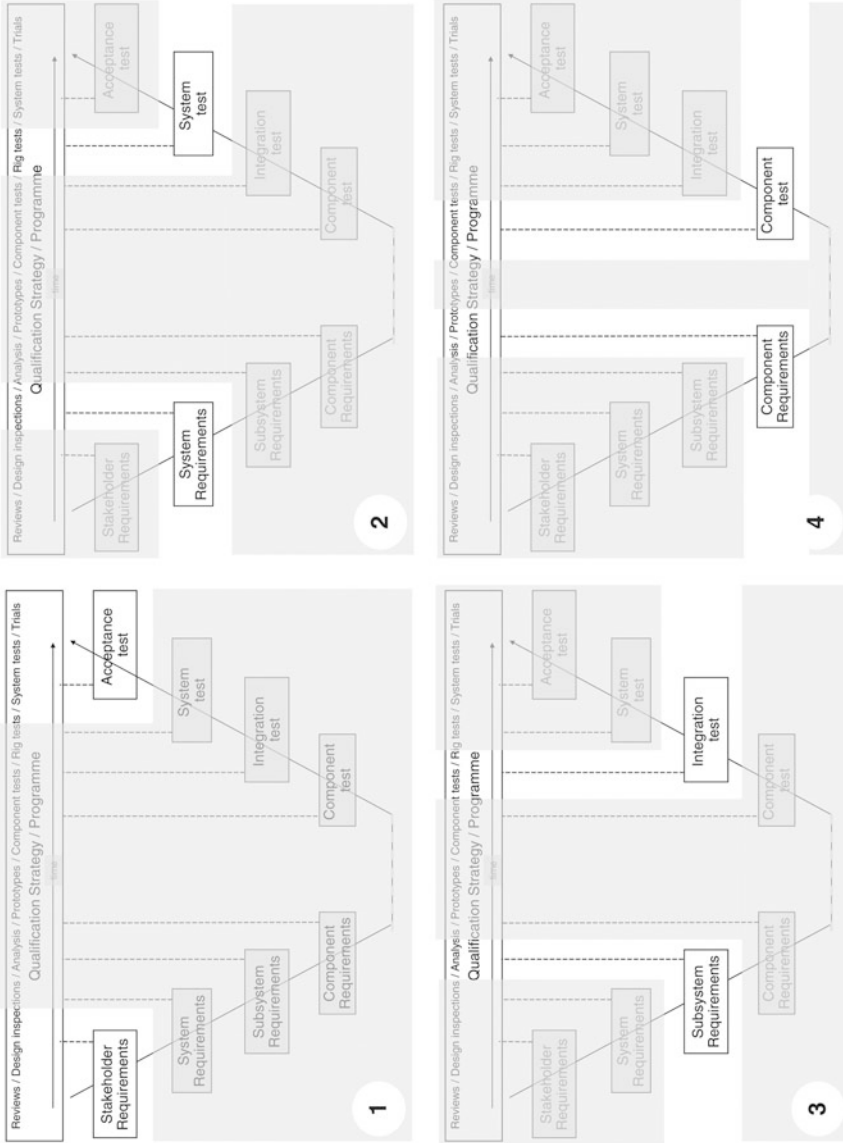 Reviews / Design inspections / Analysis / Prototypes / Component tests / Rig tests / System tests / Trials
Qualification Strategy / Programme
time
Stakeholder
Requirements
Acceptance
test
System
Requirements
System
test
Subsystem
Requirements
Integration
test
Component
Requirements
Component
test
1
Reviews / Design inspections / Analysis / Prototypes / Component tests / Rig tests / System tests / Trials
Qualification Strategy / Programme
time
Stakeholder
Requirements
Acceptance
test
System
Requirements
System
test
Subsystem
Requirements
Integration
test
Component
Requirements
Component
test
2
Reviews / Design inspections / Analysis / Prototypes / Component tests / Rig tests / System tests / Trials
Qualification Strategy / Programme
time
Stakeholder
Requirements
Acceptance
test
System
Requirements
System
test
Subsystem
Requirements
Integration
test
Component
Requirements
Component
test
3
Reviews / Design inspections / Analysis / Prototypes / Component tests / Rig tests / System tests / Trials
Qualification Strategy / Programme
time
Stakeholder
Requirements
Acceptance
test
System
Requirements
System
test
Subsystem
Requirements
Integration
test
Component
Requirements
Component
test
4